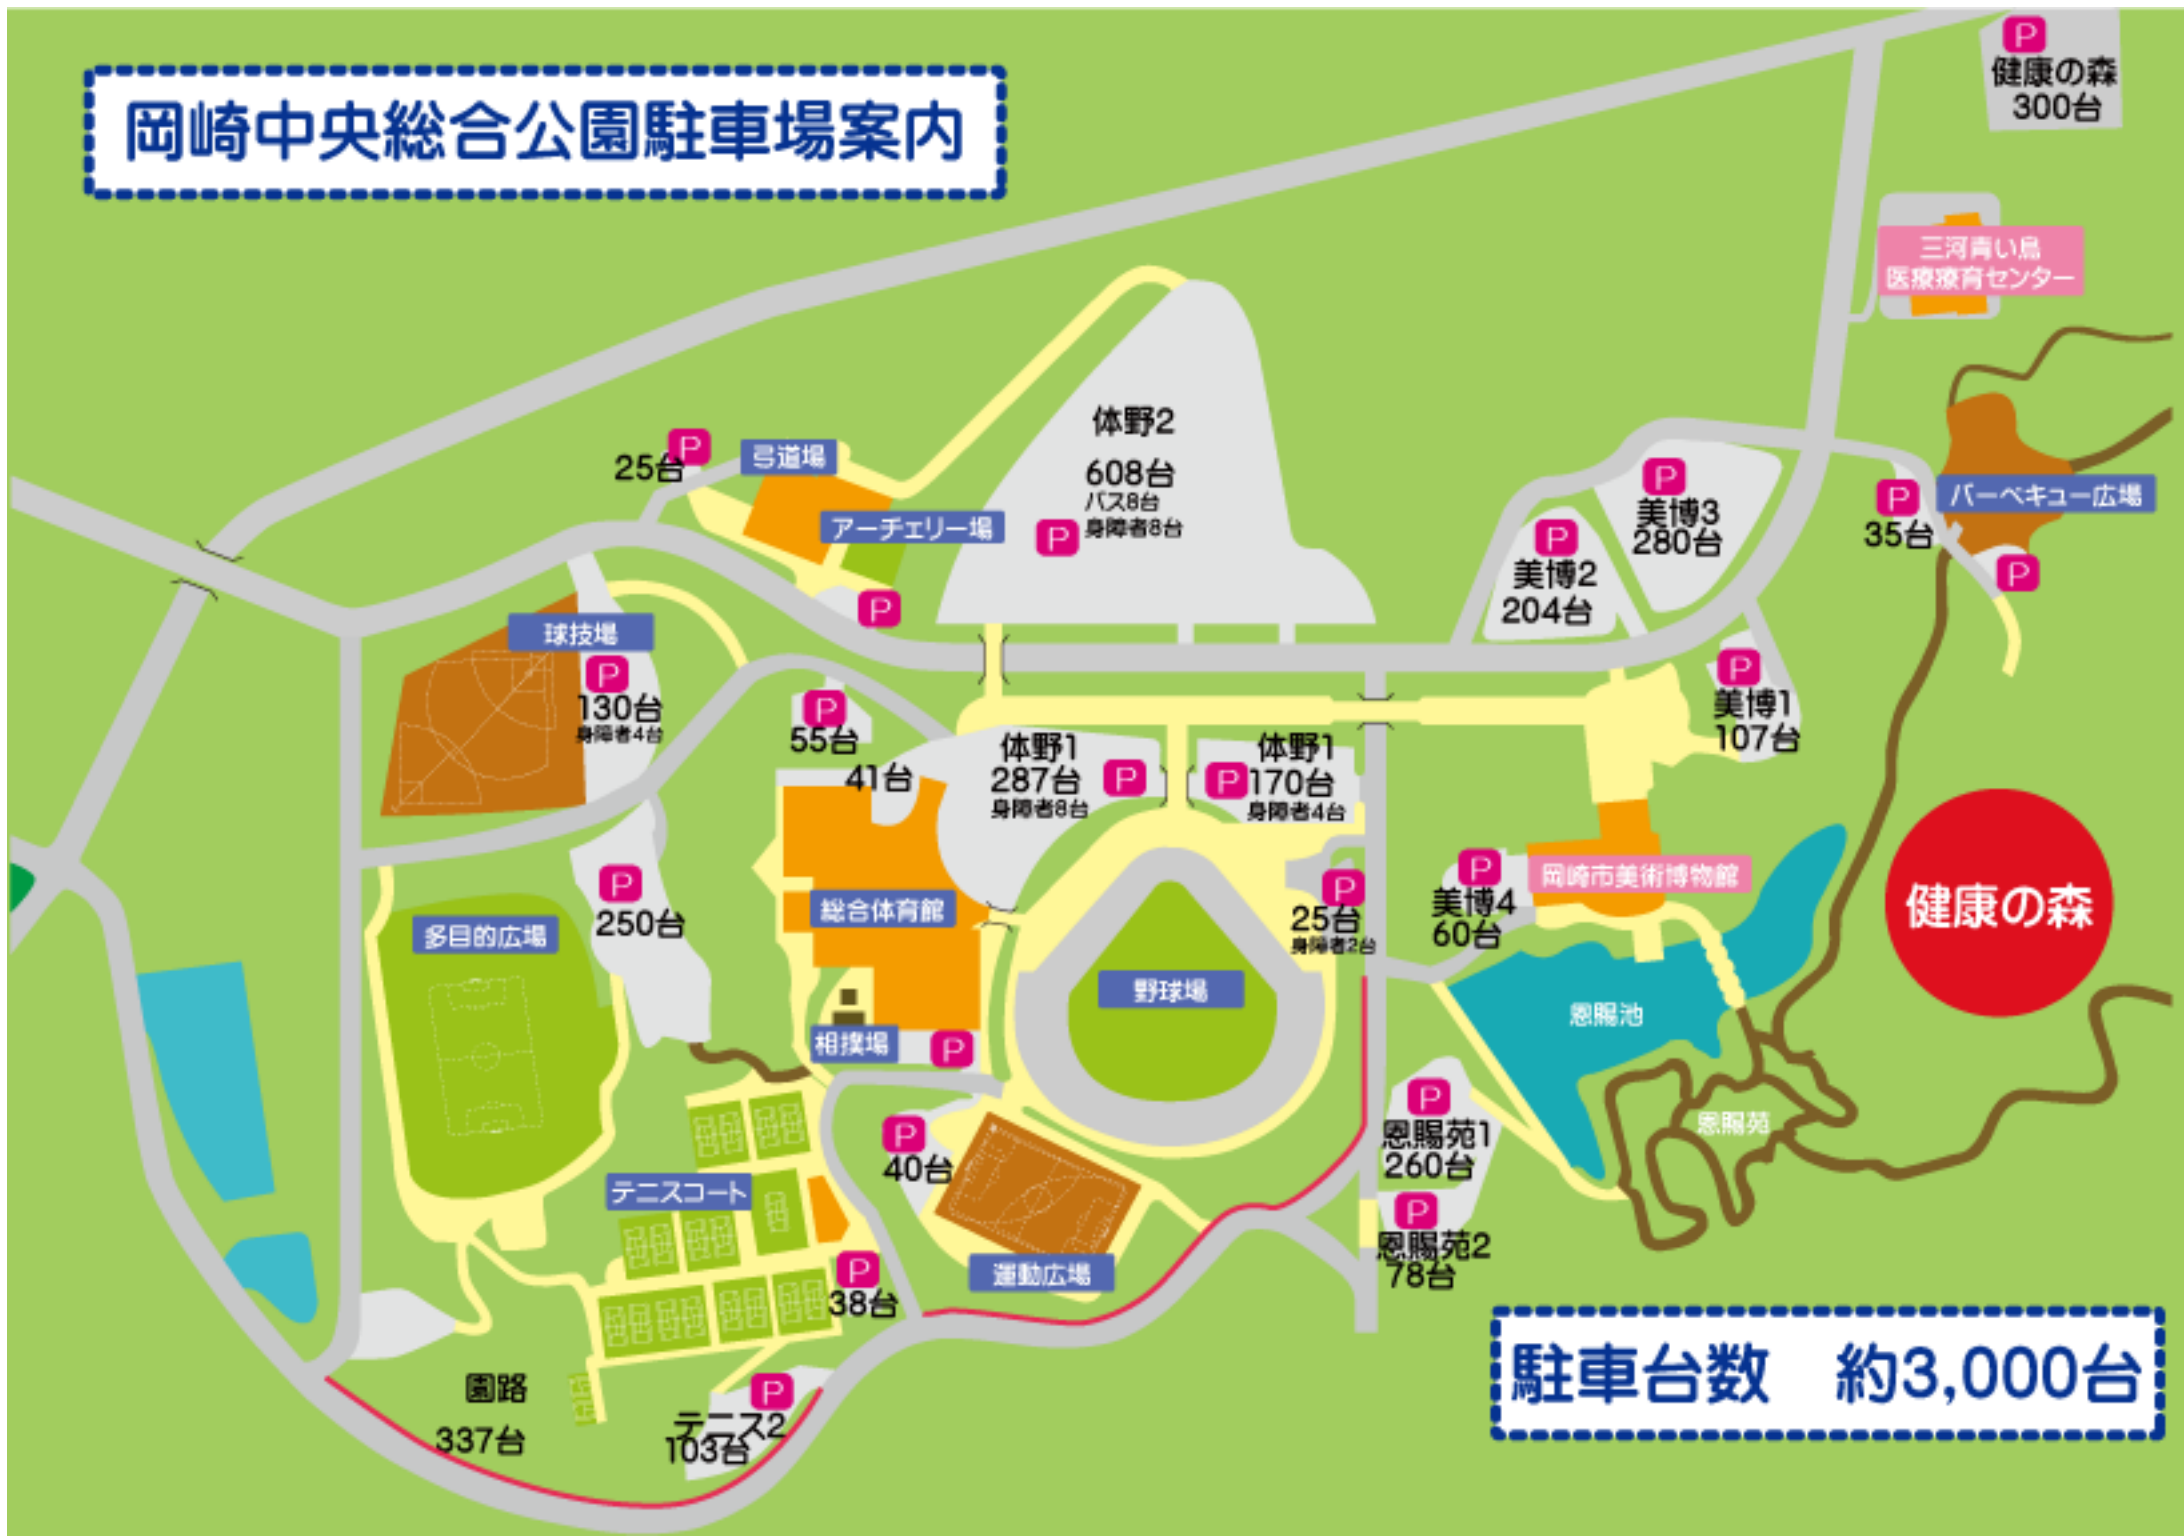 岡崎中央総合公園駐車場案内
P
健康の森
300台
三河青い鳥
医療療育センター
P
25台
弓道場
アーチェリー場
体野2
608台
バス8台
身障者8台
P
P
美博3
280台
P
美博2
204台
P
35台
バーベキュー広場
P
P
球技場
P
130台
身障者4台
P
55台
41台
体野1
287台
身障者8台
P
体野1
P
170台
身障者4台
P
美博1
107台
P
250台
多目的広場
総合体育館
野球場
P
25台
身障者2台
P
美博4
60台
岡崎市美術博物館
健康の森
恩賜池
恩賜苑
相撲場
P
P
40台
テニスコート
P
38台
運動広場
P
恩賜苑1
260台
P
恩賜苑2
78台
園路
337台
P
テニス2
103台
駐車台数 約3,000台